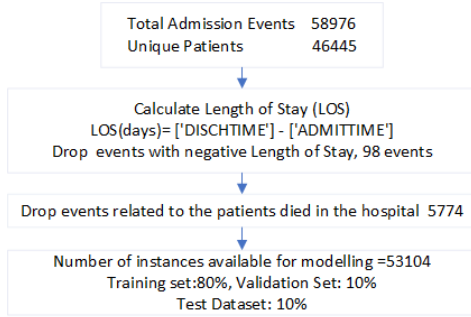 Total Admission Events 58976
Unique Patients 46445
Calculate Length of Stay (LOS)
LOS(days)= ['DISCHTIME'] - ['ADMITTIME']
Drop events with negative Length of Stay, 98 events
Drop events related to the patients died in the hospital 5774
Number of instances available for modelling =53104
Training set:80%, Validation Set: 10%
Test Dataset: 10%